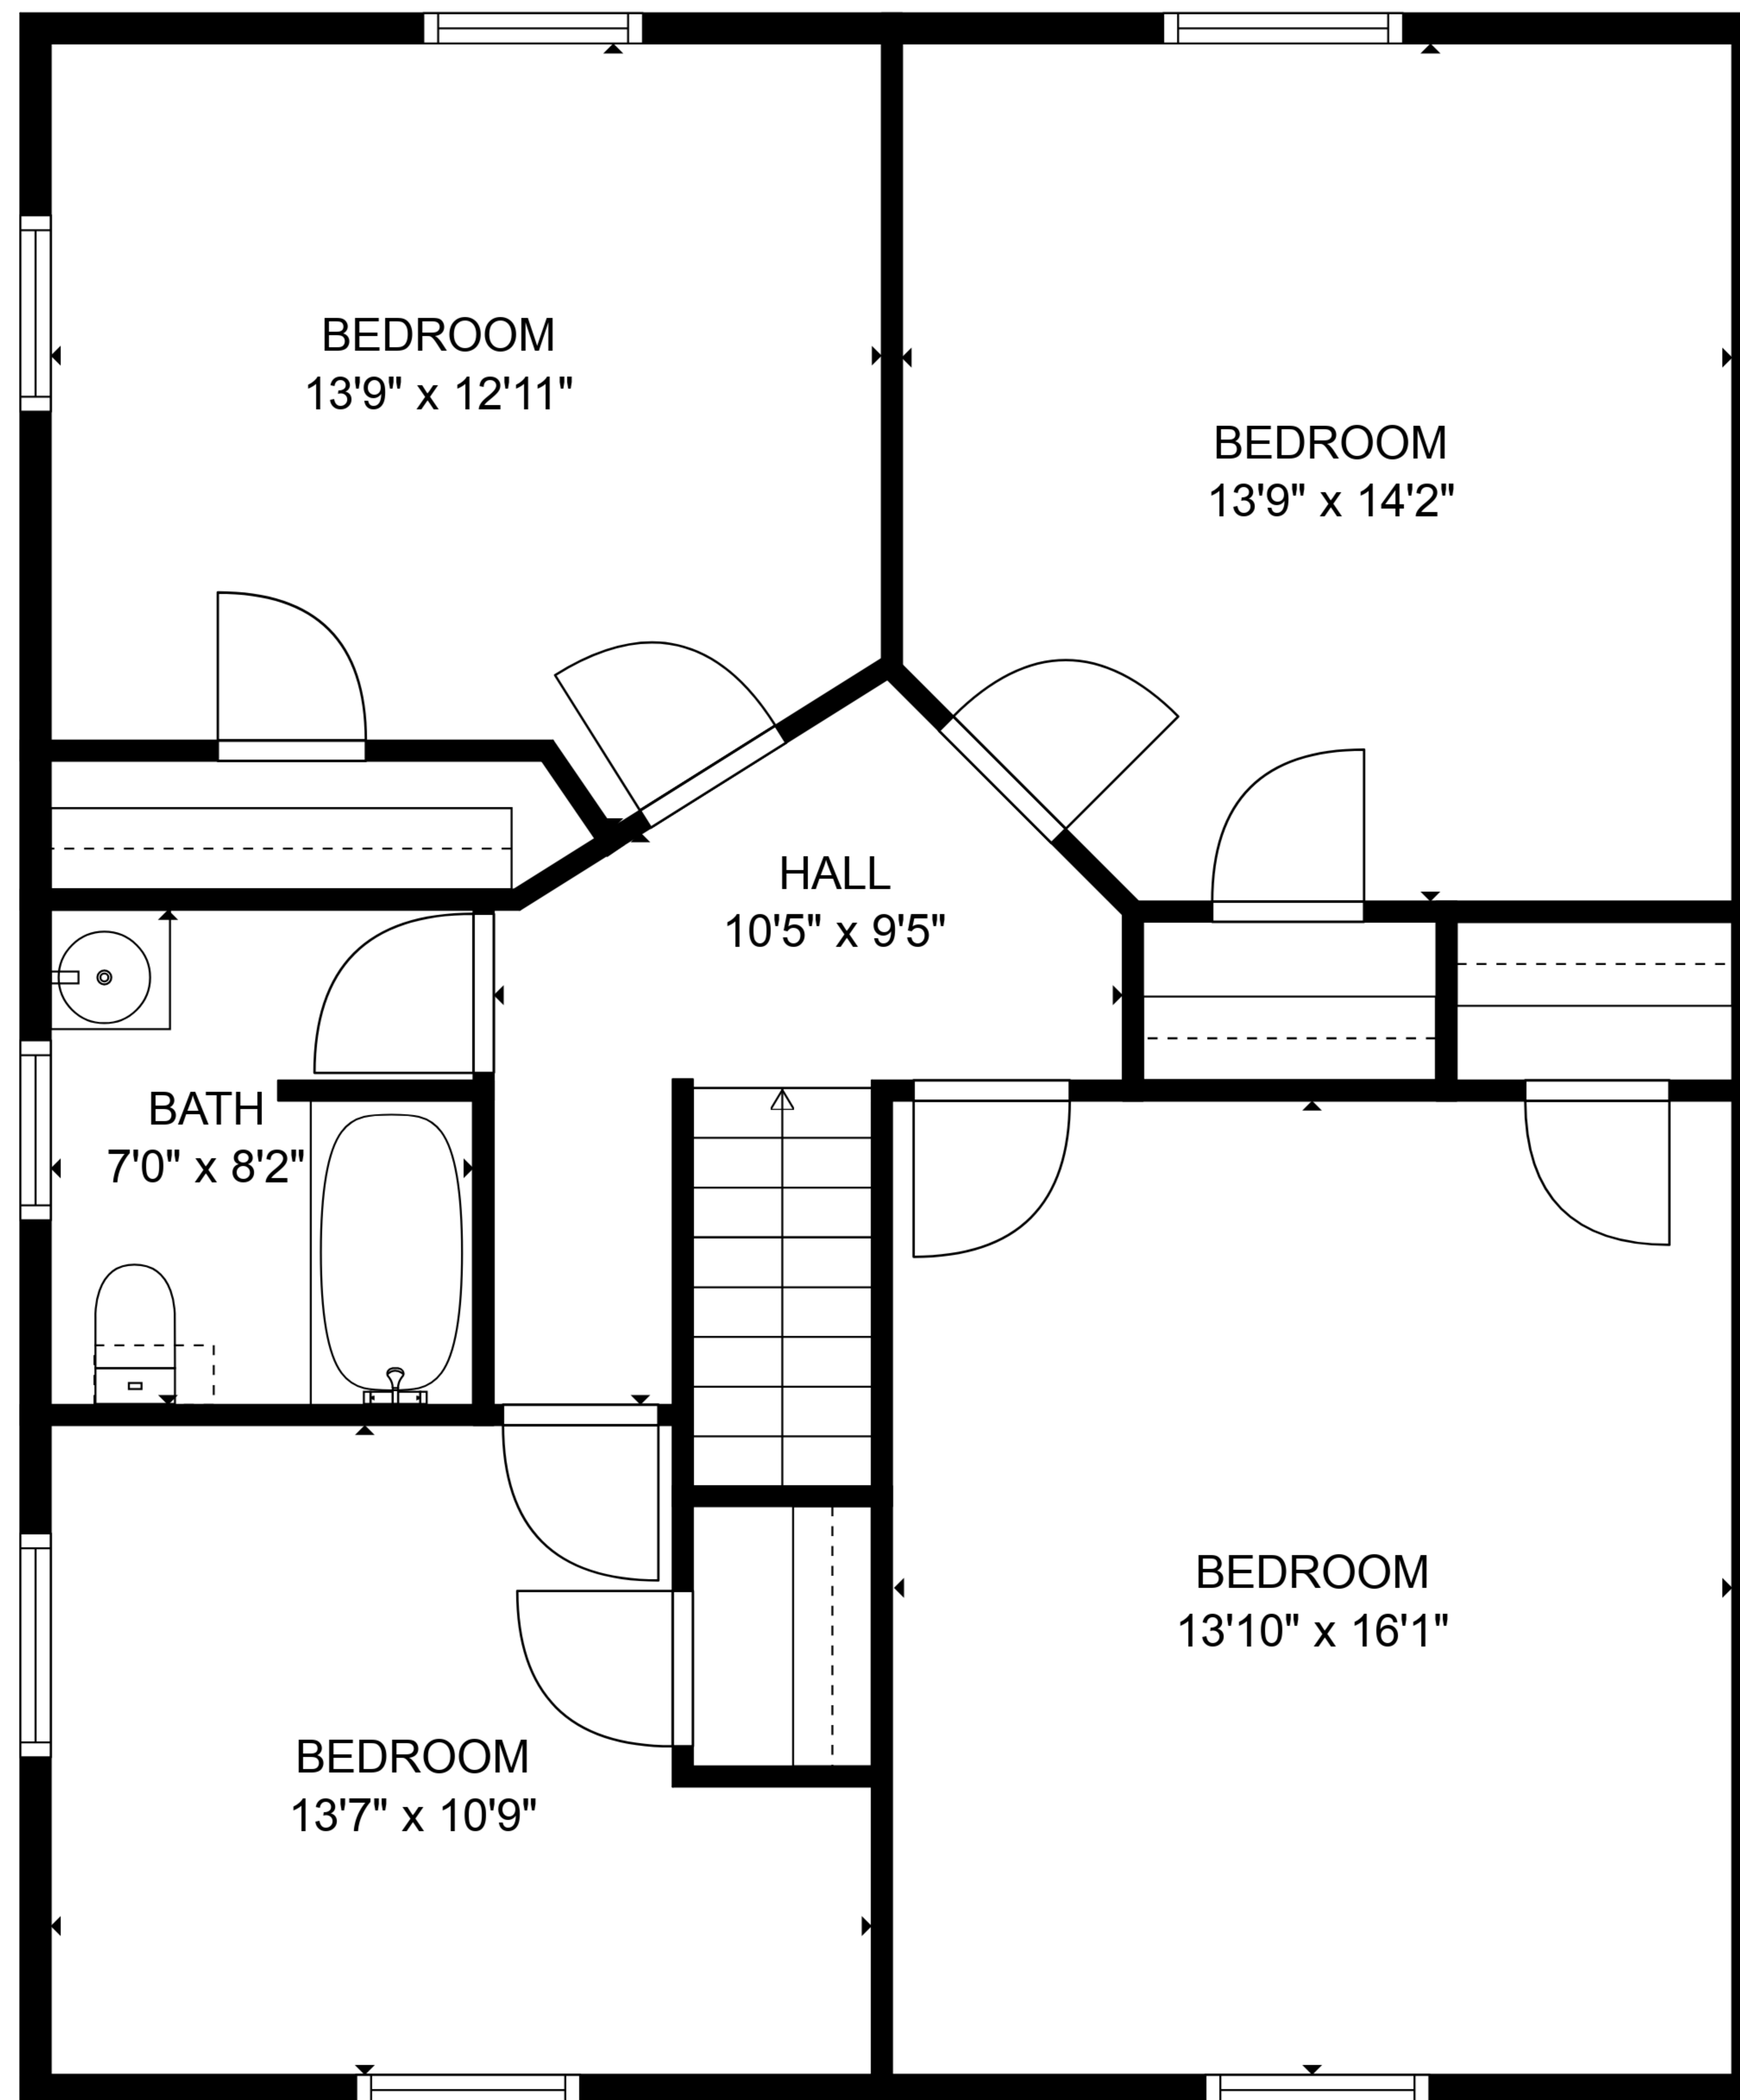 BEDROOM
13'9" x 12'11"
BEDROOM
13'9" x 14'2"
HALL
10'5" x 9'5"
BATH
7'0" x 8'2"
BEDROOM
13'10" x 16'1"
BEDROOM
13'7" x 10'9"